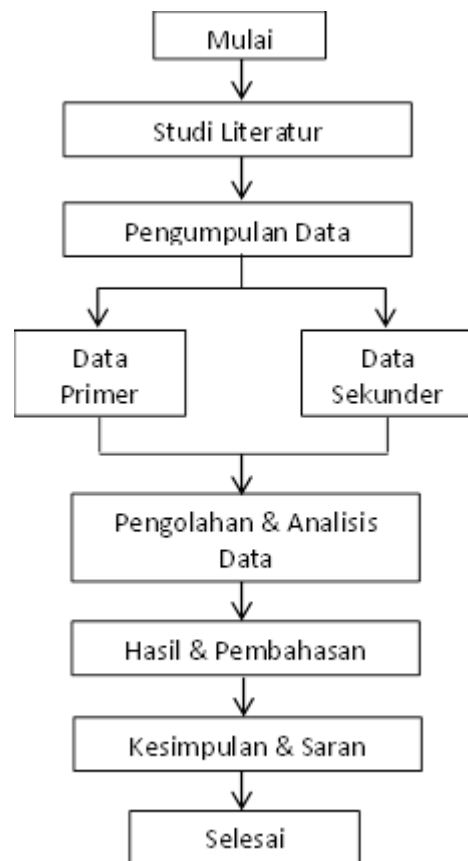 Mulai
Studi Literatur
Pengumpulan Data
Data
Primer
Data
Sekunder
Pengolahan & Analisis
Data
Hasil & Pembahasan
Kesimpulan & Saran
Selesai